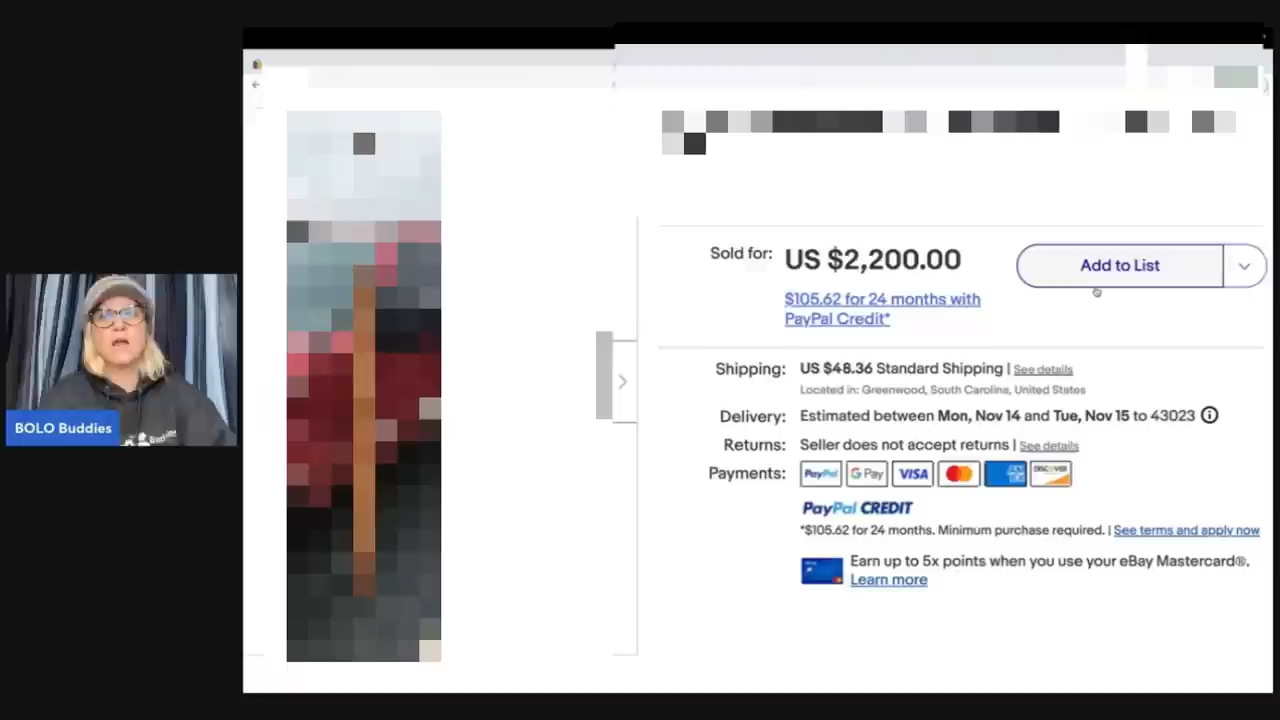 Sold for: US $2,200.00
Add to List
$105.62 for 24 months with
PayPal Credit*
Shipping: US $48.36 Standard Shipping | See details
Located in: Greenwood, South Carolina, United States
Delivery: Estimated between Mon, Nov 14 and Tue, Nov 15 to 43023
Returns: Seller does not accept returns | See details
Payments: PayPal G Pay VISA DISCOVER
PayPal CREDIT
*$105.62 for 24 months. Minimum purchase required. | See terms and apply now
Earn up to 5x points when you use your eBay Mastercard®.
Learn more
BOLO Buddies